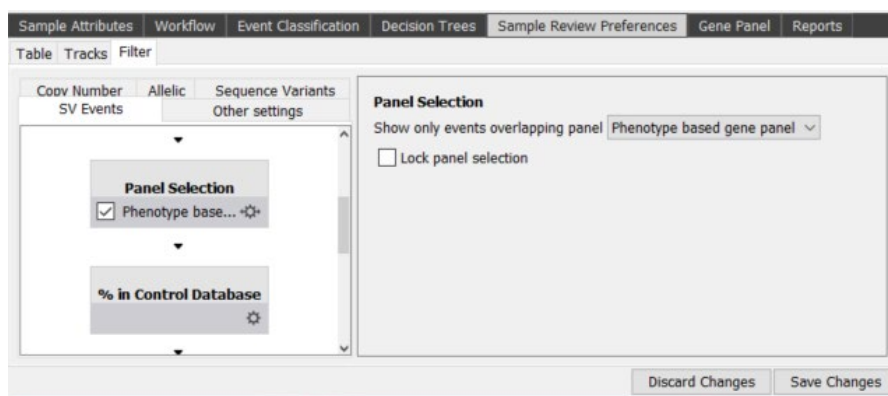 Sample Attributes Workflow Event Classification Decision Trees Sample Review Preferences Gene Panel Reports
Table Tracks Filter
Copy Number Allelic Sequence Variants
SV Events Other settings
Panel Selection
Phenotype base...
% in Control Database
Panel Selection
Show only events overlapping panel Phenotype based gene panel
Lock panel selection
Discard Changes Save Changes